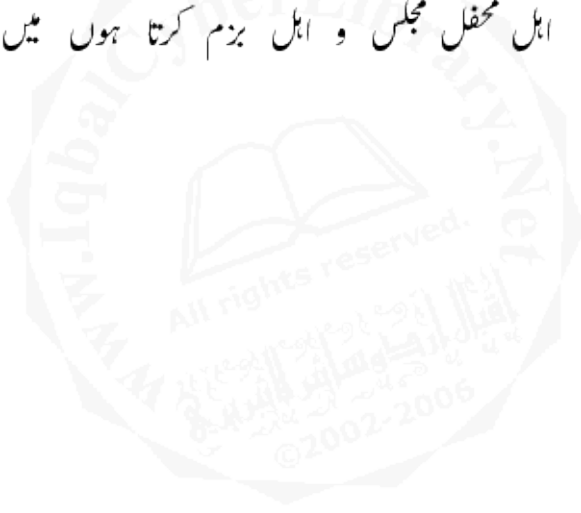 اہل محفل مجلس و اہل بزم کرتا ہوں میں
www.IqbalCyberLibrary.Net
All rights reserved.
©2002-2006